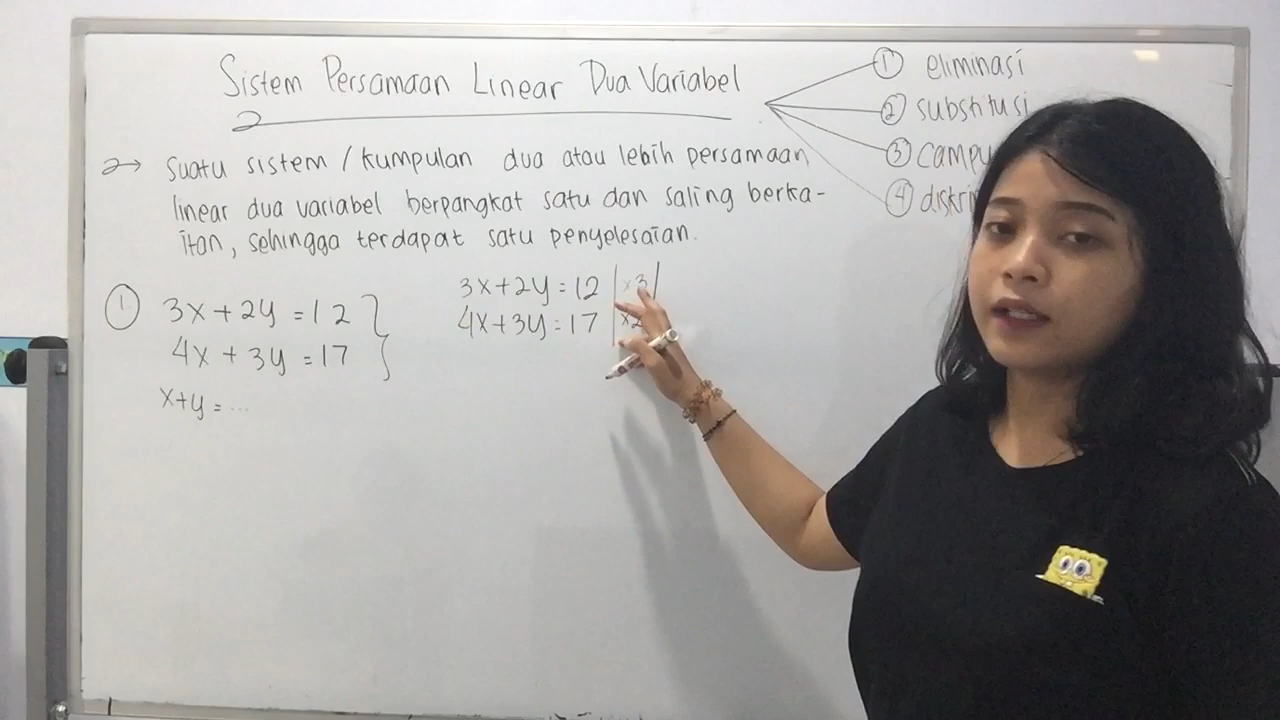 Sistem Persamaan Linear Dua Variabel
① eliminasi
② substitusi
③
④
→ suatu sistem / kumpulan dua atau lebih persamaan
linear dua variabel berpangkat satu dan saling berka-
itan, sehingga terdapat satu penyelesaian.
① 3x + 2y = 12
4x + 3y = 17
x+y = ...
3x+2y = 12 | x3 |
4x+3y = 17 | x2